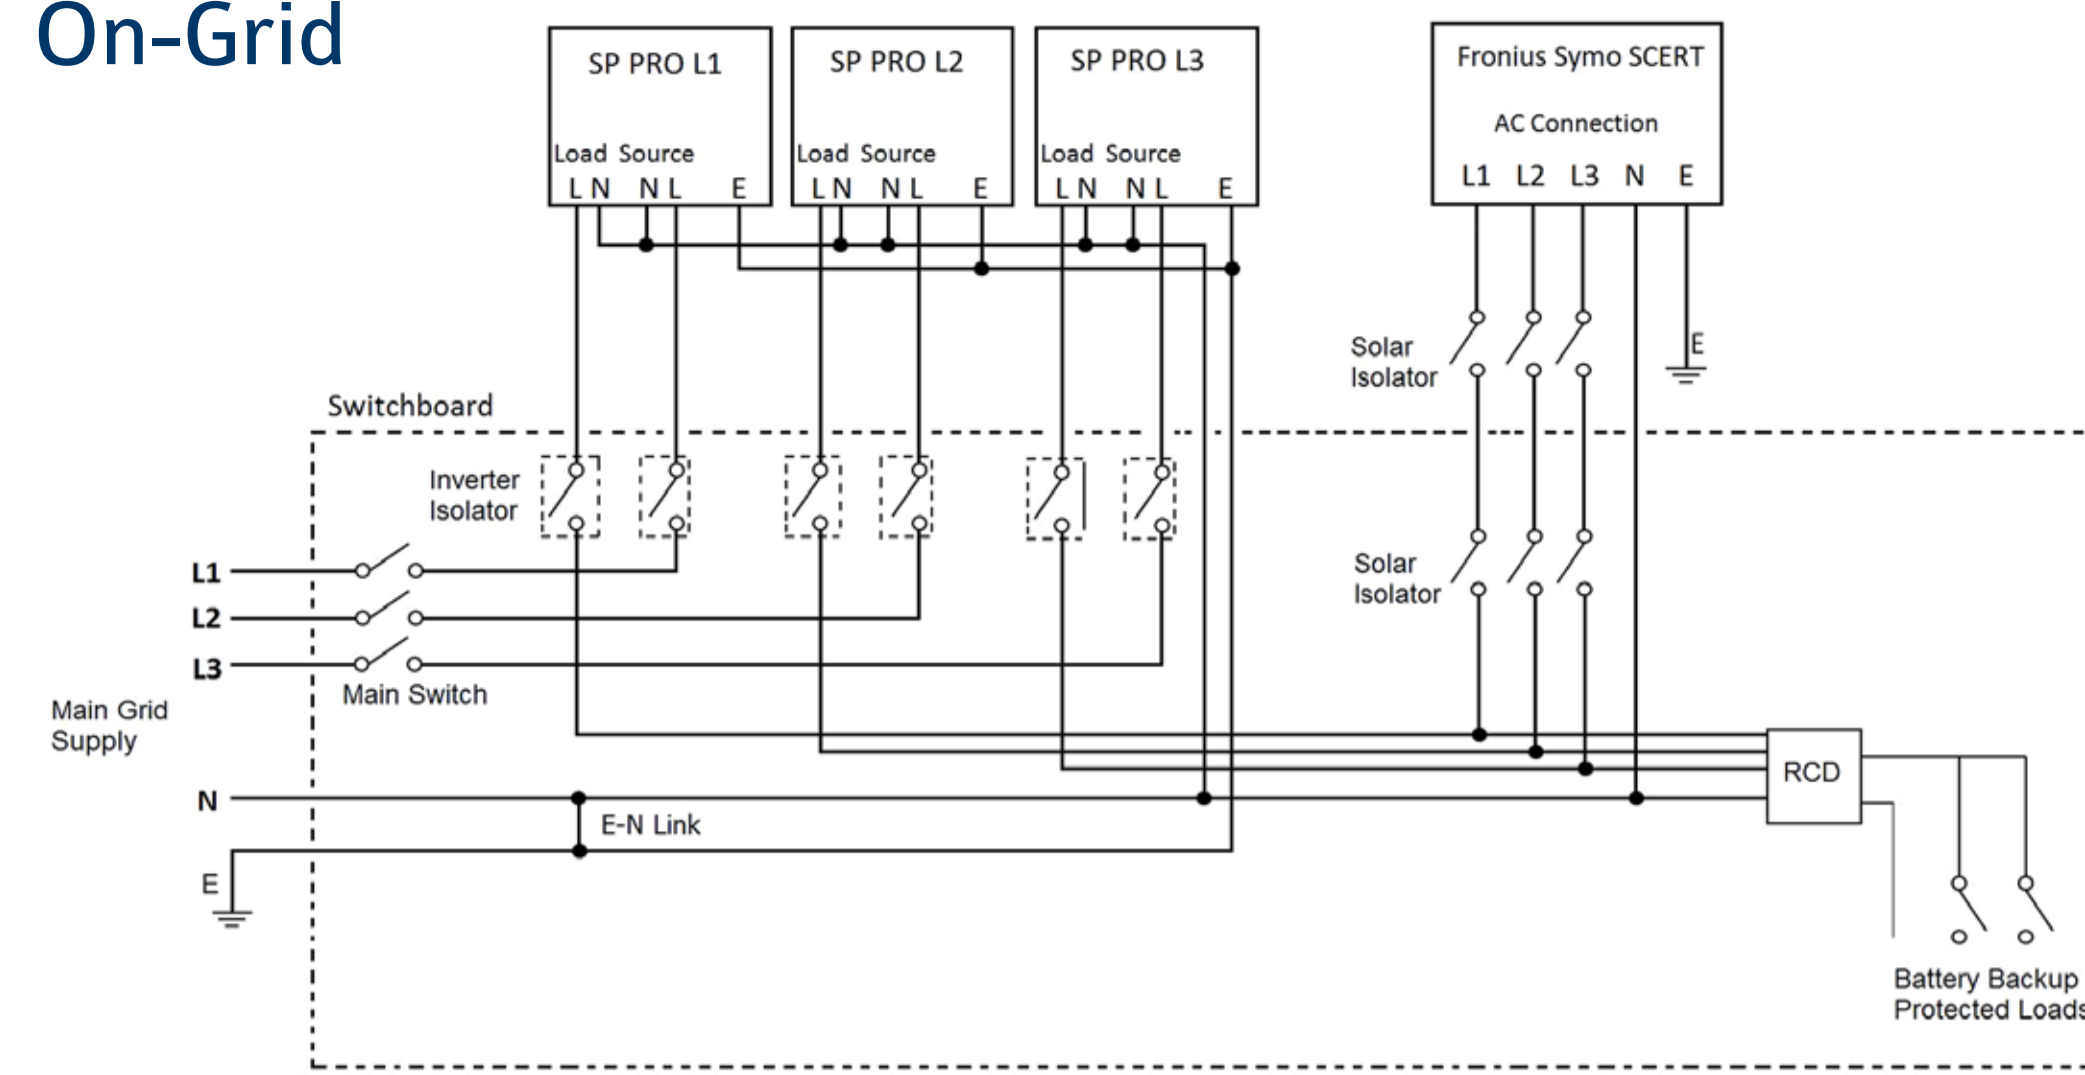 On-Grid
SP PRO L1
Load Source
L N N L E
SP PRO L2
Load Source
L N N L E
SP PRO L3
Load Source
L N N L E
Fronius Symo SCERT
AC Connection
L1 L2 L3 N E
Solar
Isolator
E
Switchboard
Inverter
Isolator
L1
L2
L3
Main Switch
Main Grid
Supply
Solar
Isolator
RCD
N
E-N Link
E
Battery Backup
Protected Loads